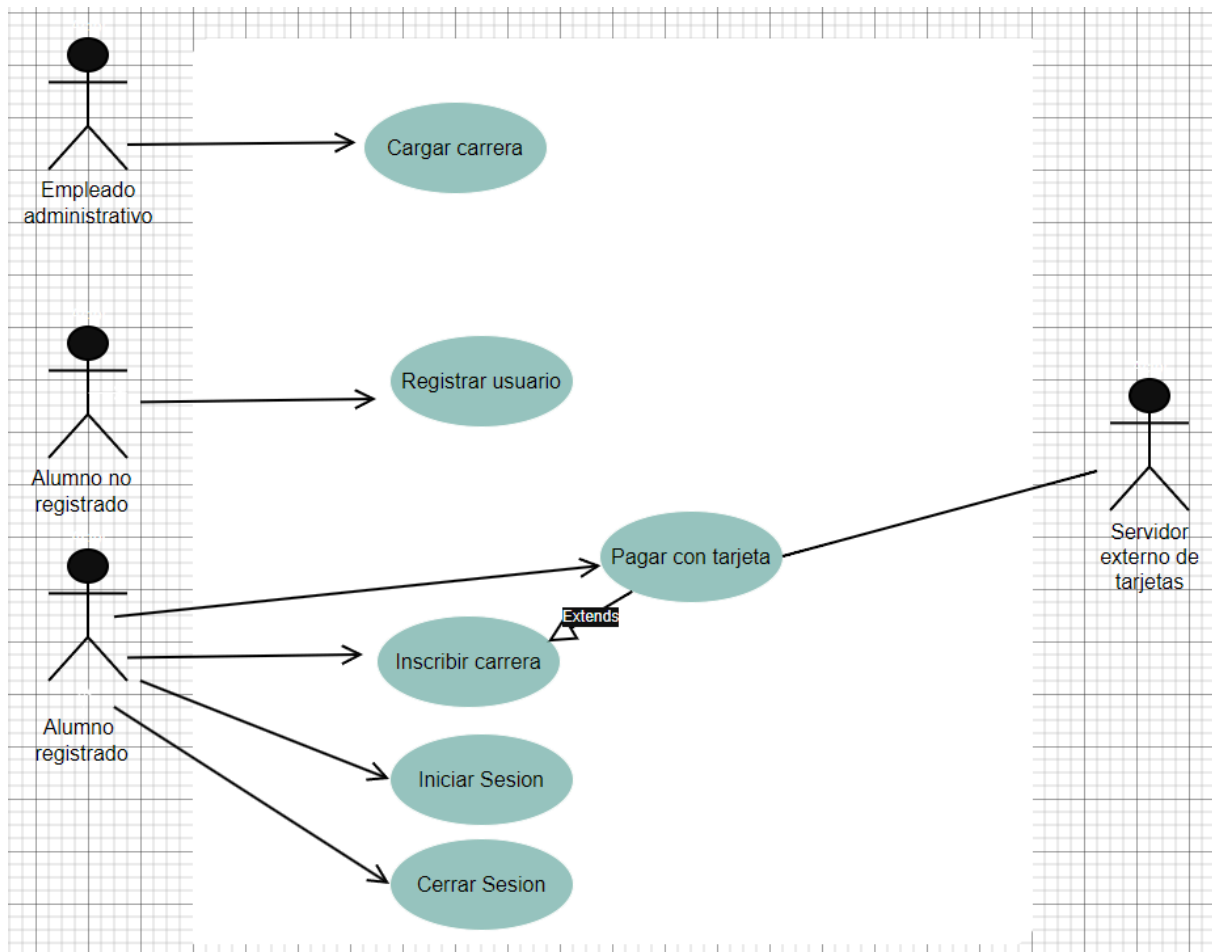 Cargar carrera
Empleado
administrativo
Registrar usuario
Alumno no
registrado
Pagar con tarjeta
Servidor
externo de
tarjetas
Extends
Inscribir carrera
Alumno
registrado
Iniciar Sesion
Cerrar Sesion